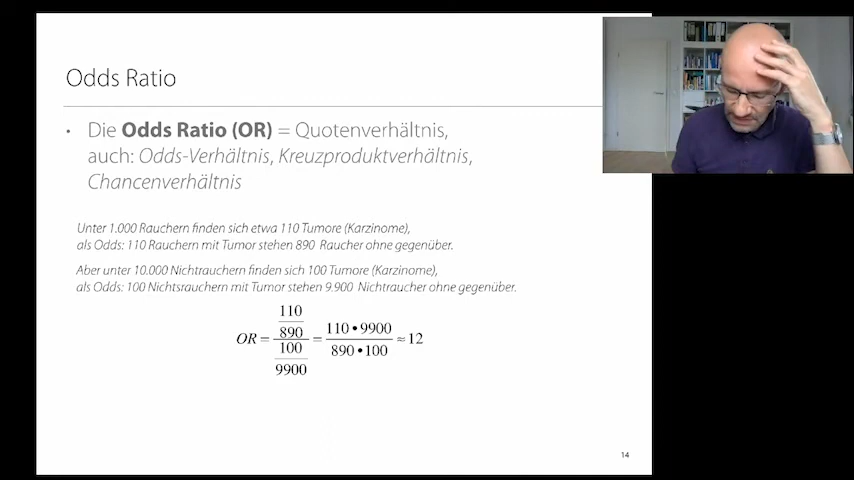 Odds Ratio
• Die Odds Ratio (OR) = Quotenverhältnis,
auch: Odds-Verhältnis, Kreuzproduktverhältnis,
Chancenverhältnis
Unter 1.000 Rauchern finden sich etwa 110 Tumore (Karzinome),
als Odds: 110 Rauchern mit Tumor stehen 890 Raucher ohne gegenüber.
Aber unter 10.000 Nichtrauchern finden sich 100 Tumore (Karzinome),
als Odds: 100 Nichtsrauchern mit Tumor stehen 9.900 Nichtraucher ohne gegenüber.
110
890
OR = = 110•9900 ≈12
890•100
100
9900
14